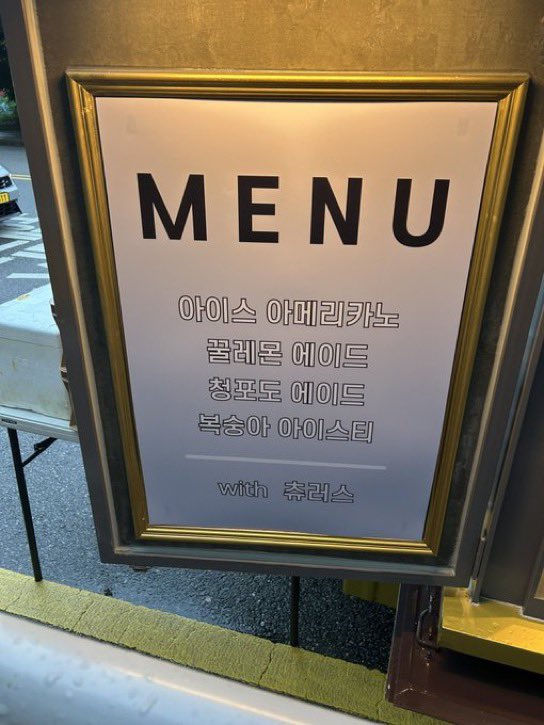 MENU
아이스 아메리카노
꿀레몬 에이드
청포도 에이드
복숭아 아이스티
with 츄러스